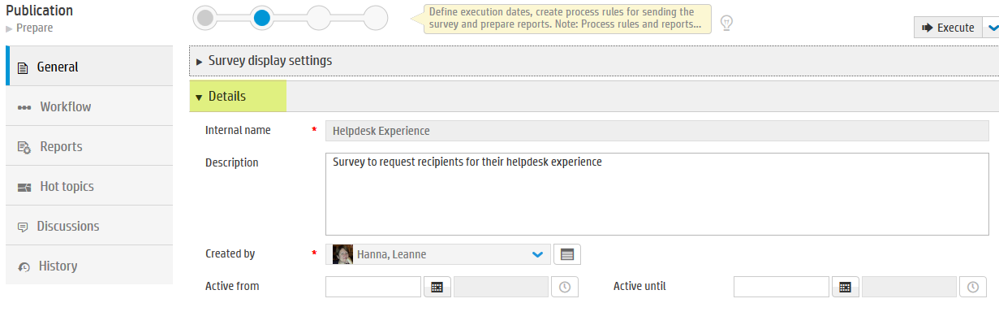 Publication
Prepare
Define execution dates, create process rules for sending the
survey and prepare reports. Note: Process rules and reports...
Execute
General
Workflow
Reports
Hot topics
Discussions
History
Survey display settings
Details
Internal name * Helpdesk Experience
Description Survey to request recipients for their helpdesk experience
Created by * Hanna, Leanne
Active from Active until